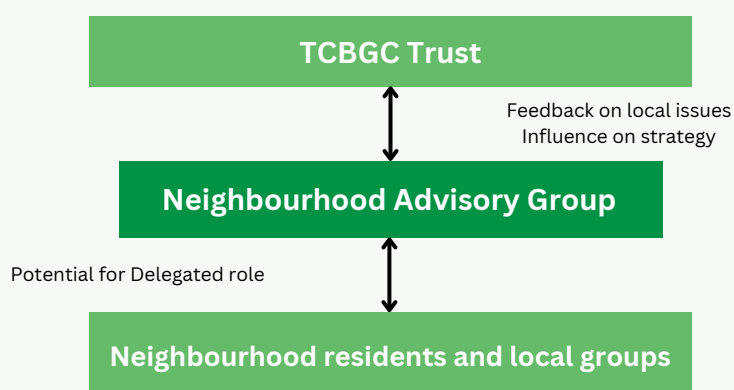 TCBGC Trust
Feedback on local issues
Influence on strategy
Neighbourhood Advisory Group
Potential for Delegated role
Neighbourhood residents and local groups